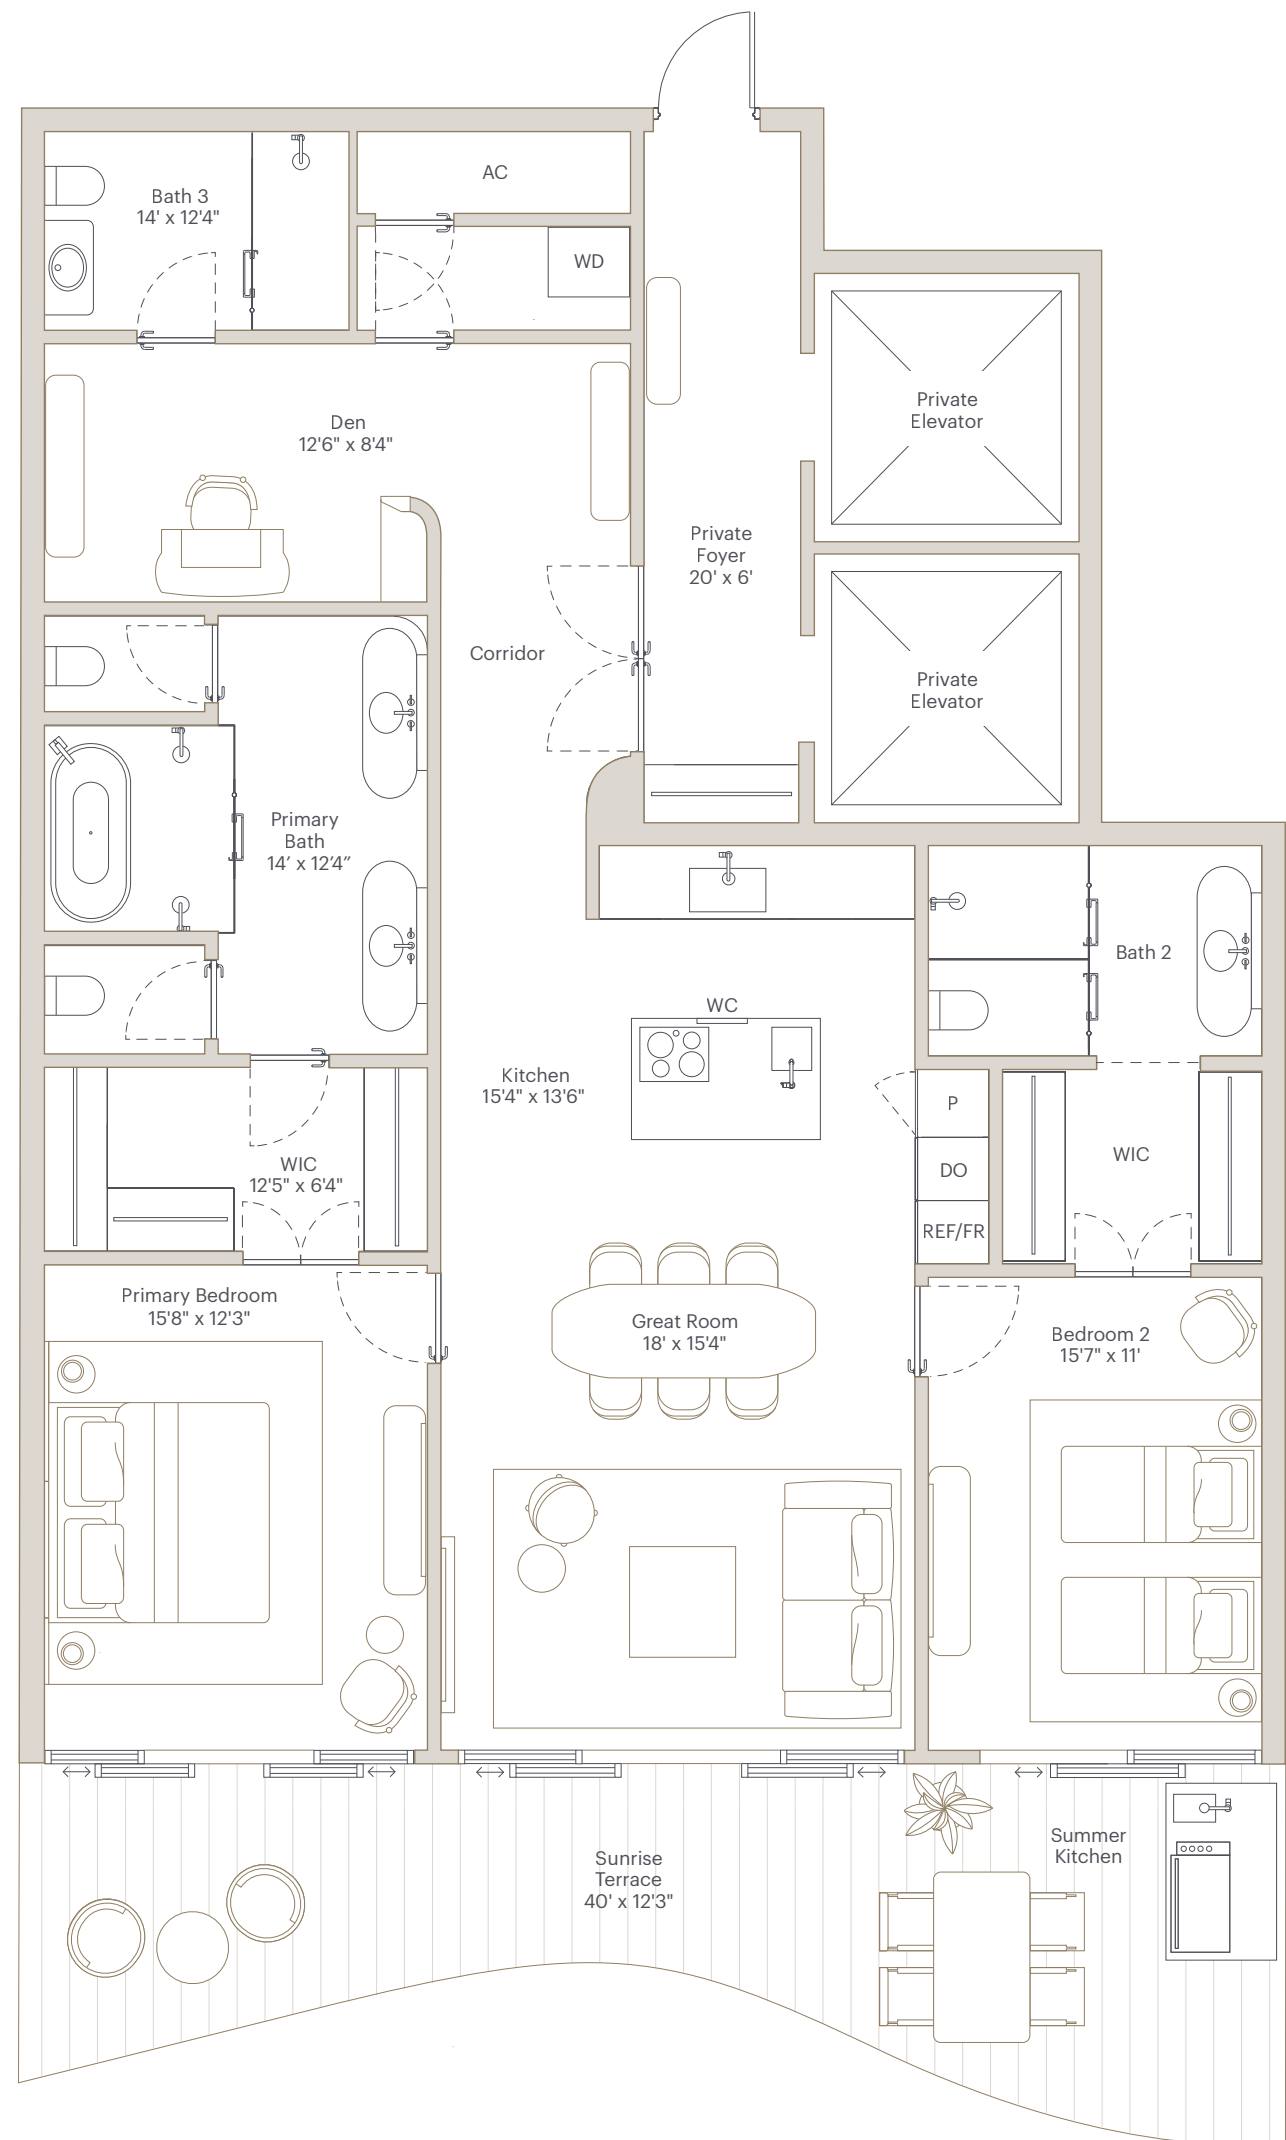 AC
Bath 3
14' x 12'4"
WD
Private
Elevator
Den
12'6" x 8'4"
Private
Foyer
20' x 6'
Corridor
Private
Elevator
Primary
Bath
14′ x 12′4″
Bath 2
WC
Kitchen
15'4" x 13'6"
P
DO
REF/FR
WIC
WIC
12'5" x 6'4"
Primary Bedroom
15'8" x 12'3"
Great Room
18' x 15'4"
Bedroom 2
15'7" x 11'
Summer
Kitchen
Sunrise
Terrace
40' x 12'3"